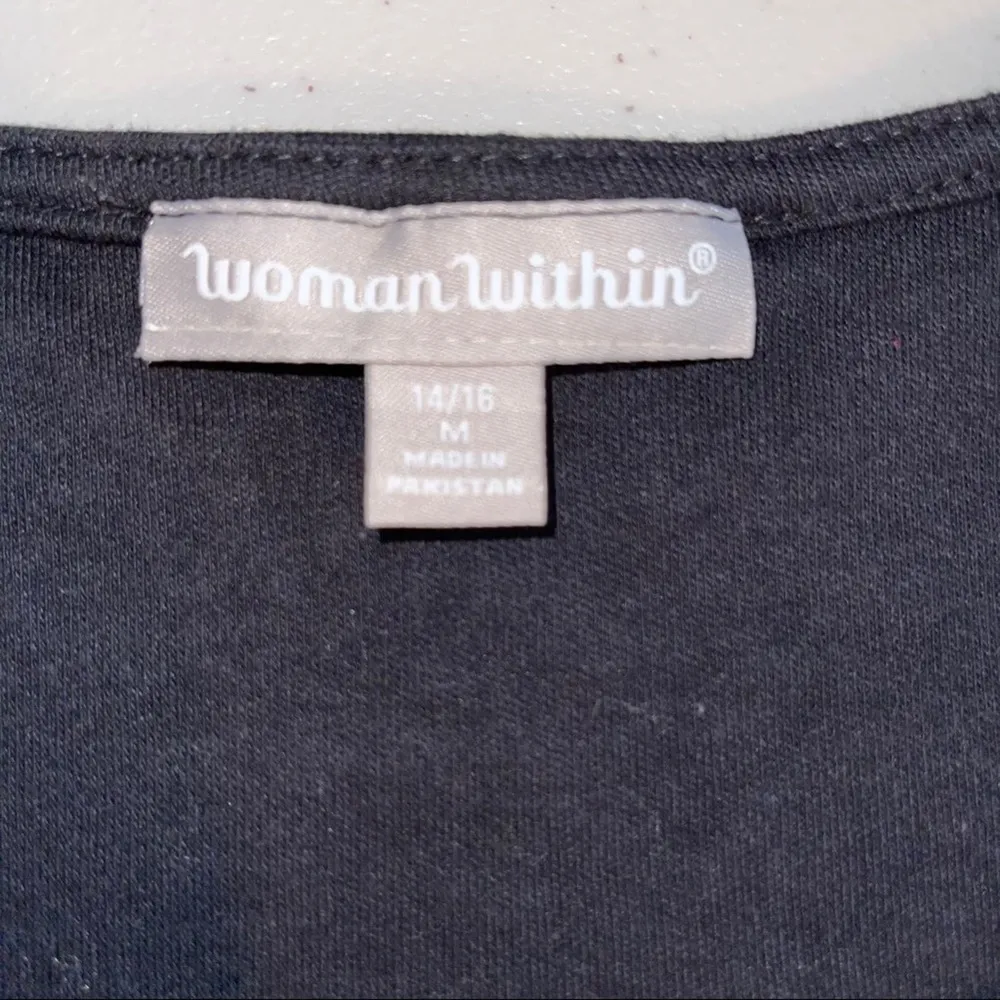 woman within®
14/16
M
MADE IN
PAKISTAN